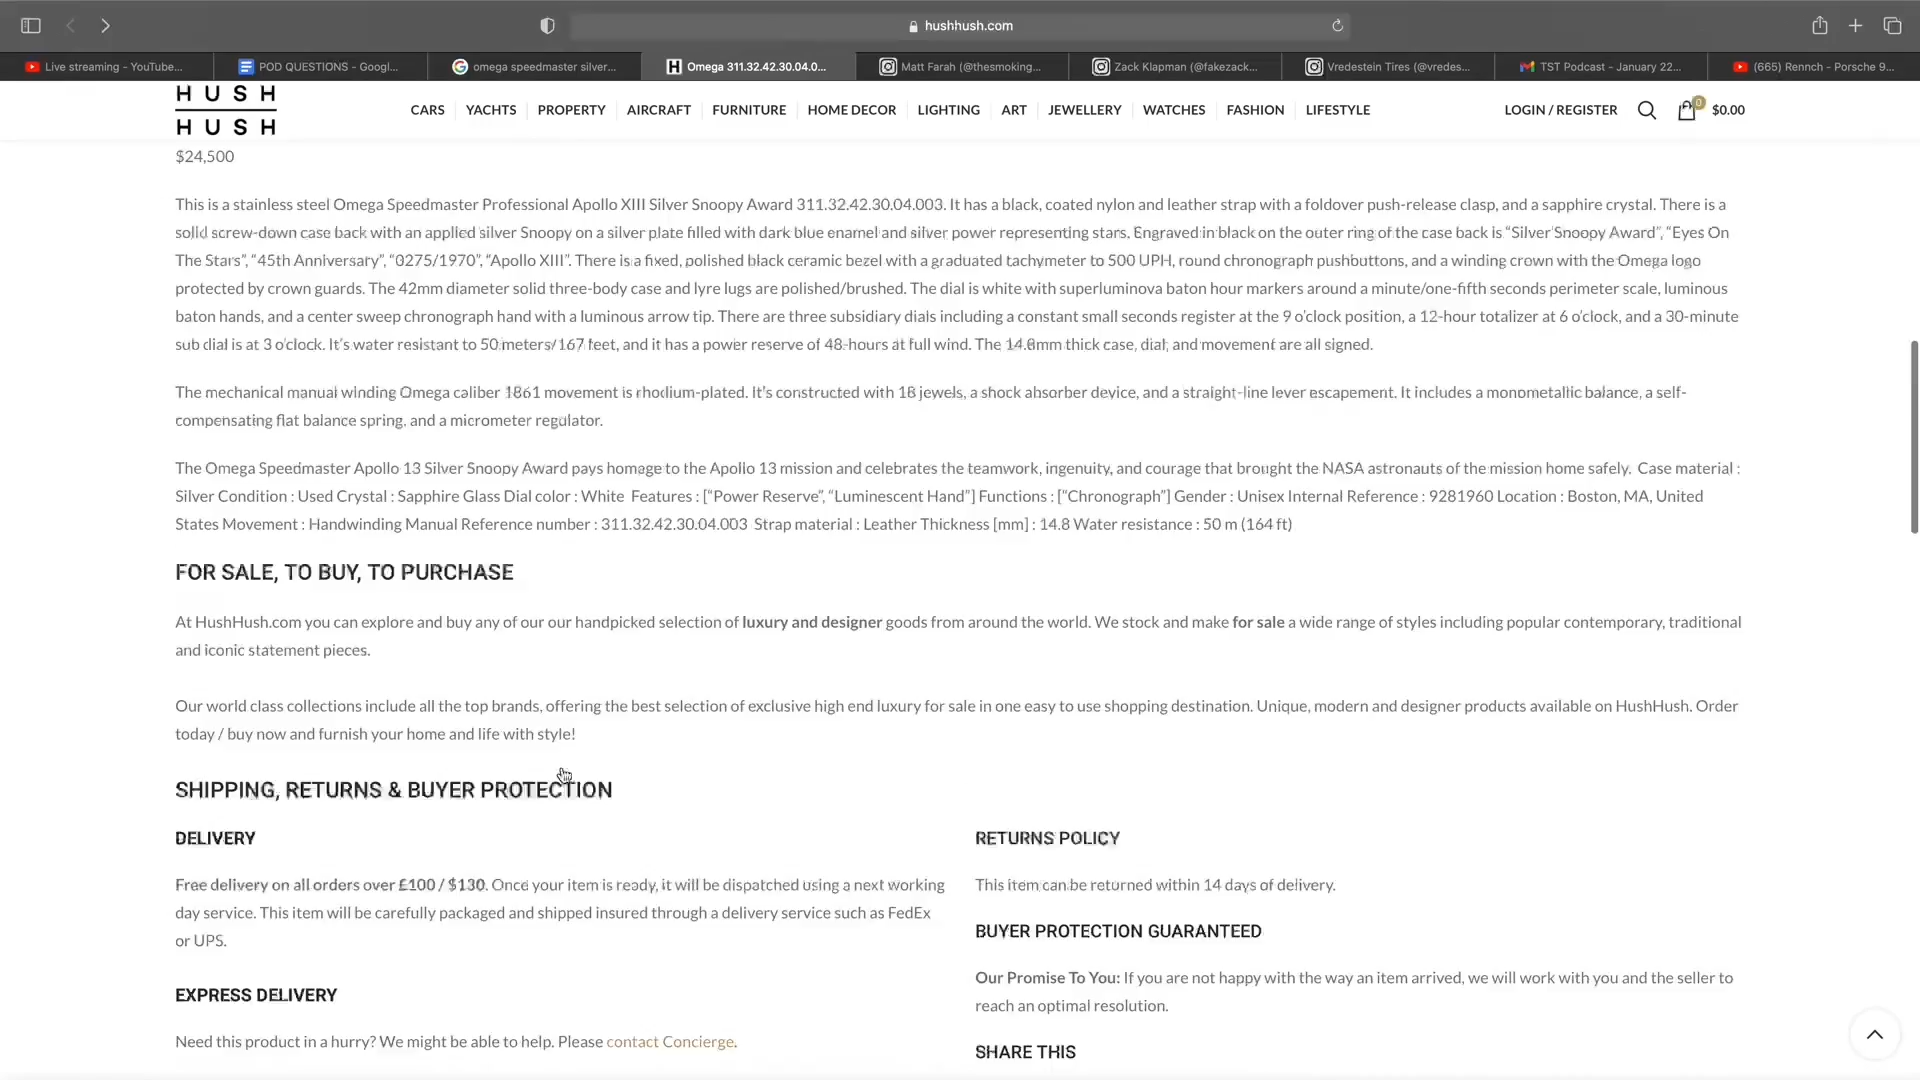 hushhush.com
Live streaming - YouTube...
POD QUESTIONS - Googl...
omega speedmaster silver...
Omega 311.32.42.30.04.0...
Matt Farah (@thesmoking...
Zack Klapman (@fakezack...
Vredestein Tires (@vredes...
TST Podcast - January 22...
(665) Rennch - Porsche 9...
HUSH
HUSH
CARS
YACHTS
PROPERTY
AIRCRAFT
FURNITURE
HOME DECOR
LIGHTING
ART
JEWELLERY
WATCHES
FASHION
LIFESTYLE
LOGIN / REGISTER
0
$0.00
$24,500
This is a stainless steel Omega Speedmaster Professional Apollo XIII Silver Snoopy Award 311.32.42.30.04.003. It has a black, coated nylon and leather strap with a foldover push-release clasp, and a sapphire crystal. There is a
solid screw-down case back with an applied silver Snoopy on a silver plate filled with dark blue enamel and silver power representing stars. Engraved in black on the outer ring of the case back is “Silver Snoopy Award”, “Eyes On
The Stars”, “45th Anniversary”, “0275/1970”, “Apollo XIII”. There is a fixed, polished black ceramic bezel with a graduated tachymeter to 500 UPH, round chronograph pushbuttons, and a winding crown with the Omega logo
protected by crown guards. The 42mm diameter solid three-body case and lyre lugs are polished/brushed. The dial is white with superluminova baton hour markers around a minute/one-fifth seconds perimeter scale, luminous
baton hands, and a center sweep chronograph hand with a luminous arrow tip. There are three subsidiary dials including a constant small seconds register at the 9 o’clock position, a 12-hour totalizer at 6 o’clock, and a 30-minute
sub dial is at 3 o’clock. It’s water resistant to 50 meters/167 feet, and it has a power reserve of 48-hours at full wind. The 14.8mm thick case, dial, and movement are all signed.
The mechanical manual winding Omega caliber 1861 movement is rhodium-plated. It’s constructed with 18 jewels, a shock absorber device, and a straight-line lever escapement. It includes a monometallic balance, a self-
compensating flat balance spring, and a micrometer regulator.
The Omega Speedmaster Apollo 13 Silver Snoopy Award pays homage to the Apollo 13 mission and celebrates the teamwork, ingenuity, and courage that brought the NASA astronauts of the mission home safely. Case material :
Silver Condition : Used Crystal : Sapphire Glass Dial color : White Features : [“Power Reserve”, “Luminescent Hand”] Functions : [“Chronograph”] Gender : Unisex Internal Reference : 9281960 Location : Boston, MA, United
States Movement : Handwinding Manual Reference number : 311.32.42.30.04.003 Strap material : Leather Thickness [mm] : 14.8 Water resistance : 50 m (164 ft)
FOR SALE, TO BUY, TO PURCHASE
At HushHush.com you can explore and buy any of our our handpicked selection of luxury and designer goods from around the world. We stock and make for sale a wide range of styles including popular contemporary, traditional
and iconic statement pieces.
Our world class collections include all the top brands, offering the best selection of exclusive high end luxury for sale in one easy to use shopping destination. Unique, modern and designer products available on HushHush. Order
today / buy now and furnish your home and life with style!
SHIPPING, RETURNS & BUYER PROTECTION
DELIVERY
Free delivery on all orders over £100 / $130. Once your item is ready, it will be dispatched using a next working
day service. This item will be carefully packaged and shipped insured through a delivery service such as FedEx
or UPS.
EXPRESS DELIVERY
Need this product in a hurry? We might be able to help. Please contact Concierge.
RETURNS POLICY
This item can be returned within 14 days of delivery.
BUYER PROTECTION GUARANTEED
Our Promise To You: If you are not happy with the way an item arrived, we will work with you and the seller to
reach an optimal resolution.
SHARE THIS